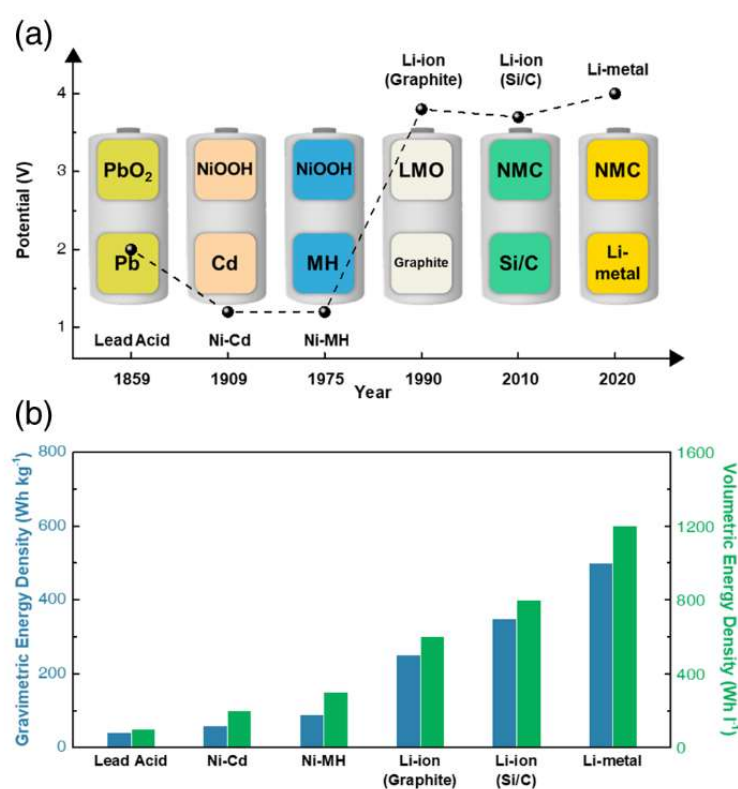 (a)
Li-ion
(Graphite)
Li-ion
(Si/C)
Li-metal
4
3
2
1
Potential (V)
PbO₂
NiOOH
NiOOH
LMO
NMC
NMC
Pb
Cd
MH
Graphite
Si/C
Li-
metal
Lead Acid
Ni-Cd
Ni-MH
1859
1909
1975
1990
2010
2020
Year
(b)
Gravimetric Energy Density (Wh kg⁻¹)
800
600
400
200
0
1600
1200
800
400
0
Volumetric Energy
Density (Wh l⁻¹)
Lead Acid
Ni-Cd
Ni-MH
Li-ion
(Graphite)
Li-ion
(Si/C)
Li-metal